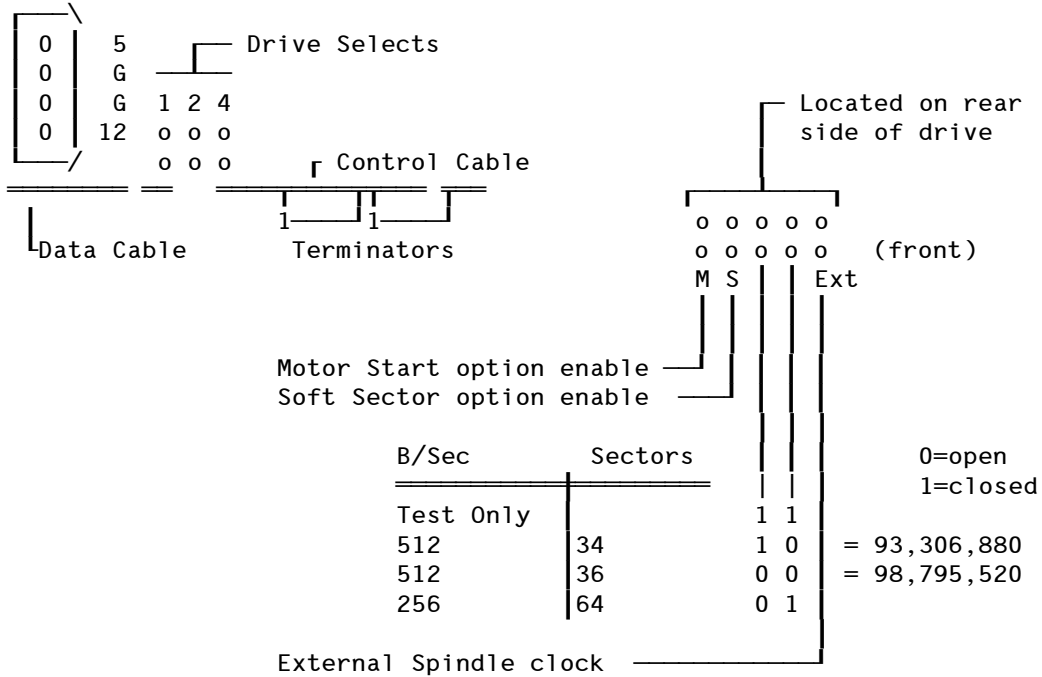 0 5
0 G Drive Selects
0 G 1 2 4
0 12 o o o
o o o
Control Cable
1 1
Data Cable Terminators
Located on rear
side of drive
o o o o o
o o o o o (front)
M S Ext
Motor Start option enable
Soft Sector option enable
B/Sec Sectors 0=open
1=closed
Test Only 1 1
512 34 1 0 = 93,306,880
512 36 0 0 = 98,795,520
256 64 0 1
External Spindle clock